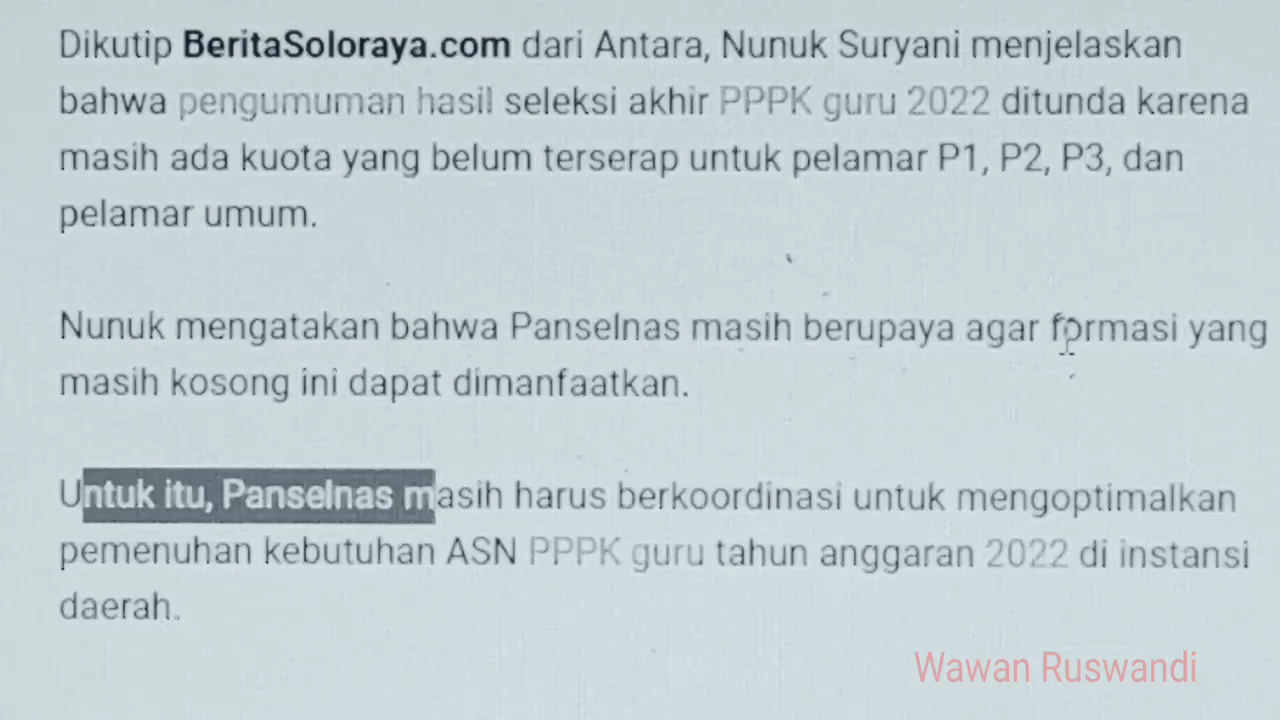 Dikutip BeritaSoloraya.com dari Antara, Nunuk Suryani menjelaskan
bahwa pengumuman hasil seleksi akhir PPPK guru 2022 ditunda karena
masih ada kuota yang belum terserap untuk pelamar P1, P2, P3, dan
pelamar umum.
Nunuk mengatakan bahwa Panselnas masih berupaya agar formasi yang
masih kosong ini dapat dimanfaatkan.
Untuk itu, Panselnas masih harus berkoordinasi untuk mengoptimalkan
pemenuhan kebutuhan ASN PPPK guru tahun anggaran 2022 di instansi
daerah.
Wawan Ruswandi